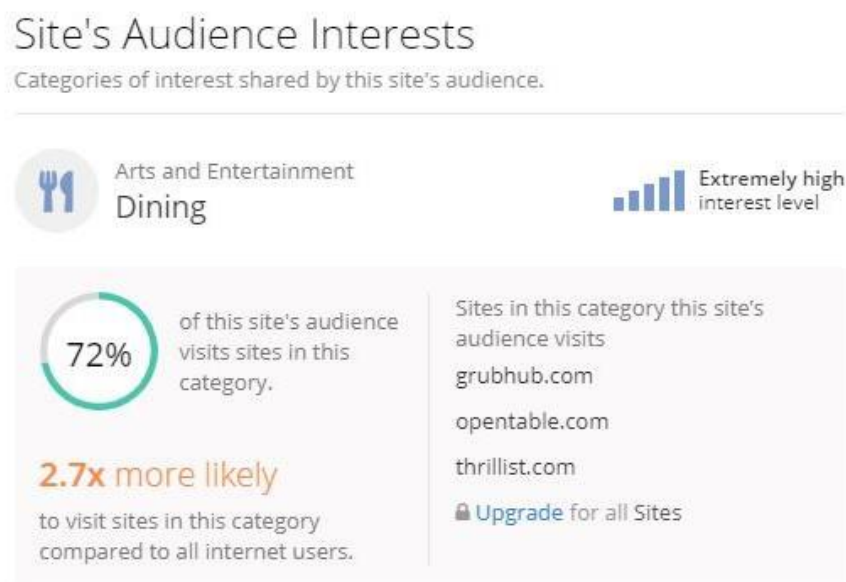 Site's Audience Interests
Categories of interest shared by this site's audience.
Arts and Entertainment
Dining
Extremely high
interest level
72%
of this site's audience
visits sites in this
category.
2.7x more likely
to visit sites in this category
compared to all internet users.
Sites in this category this site's
audience visits
grubhub.com
opentable.com
thrillist.com
Upgrade for all Sites